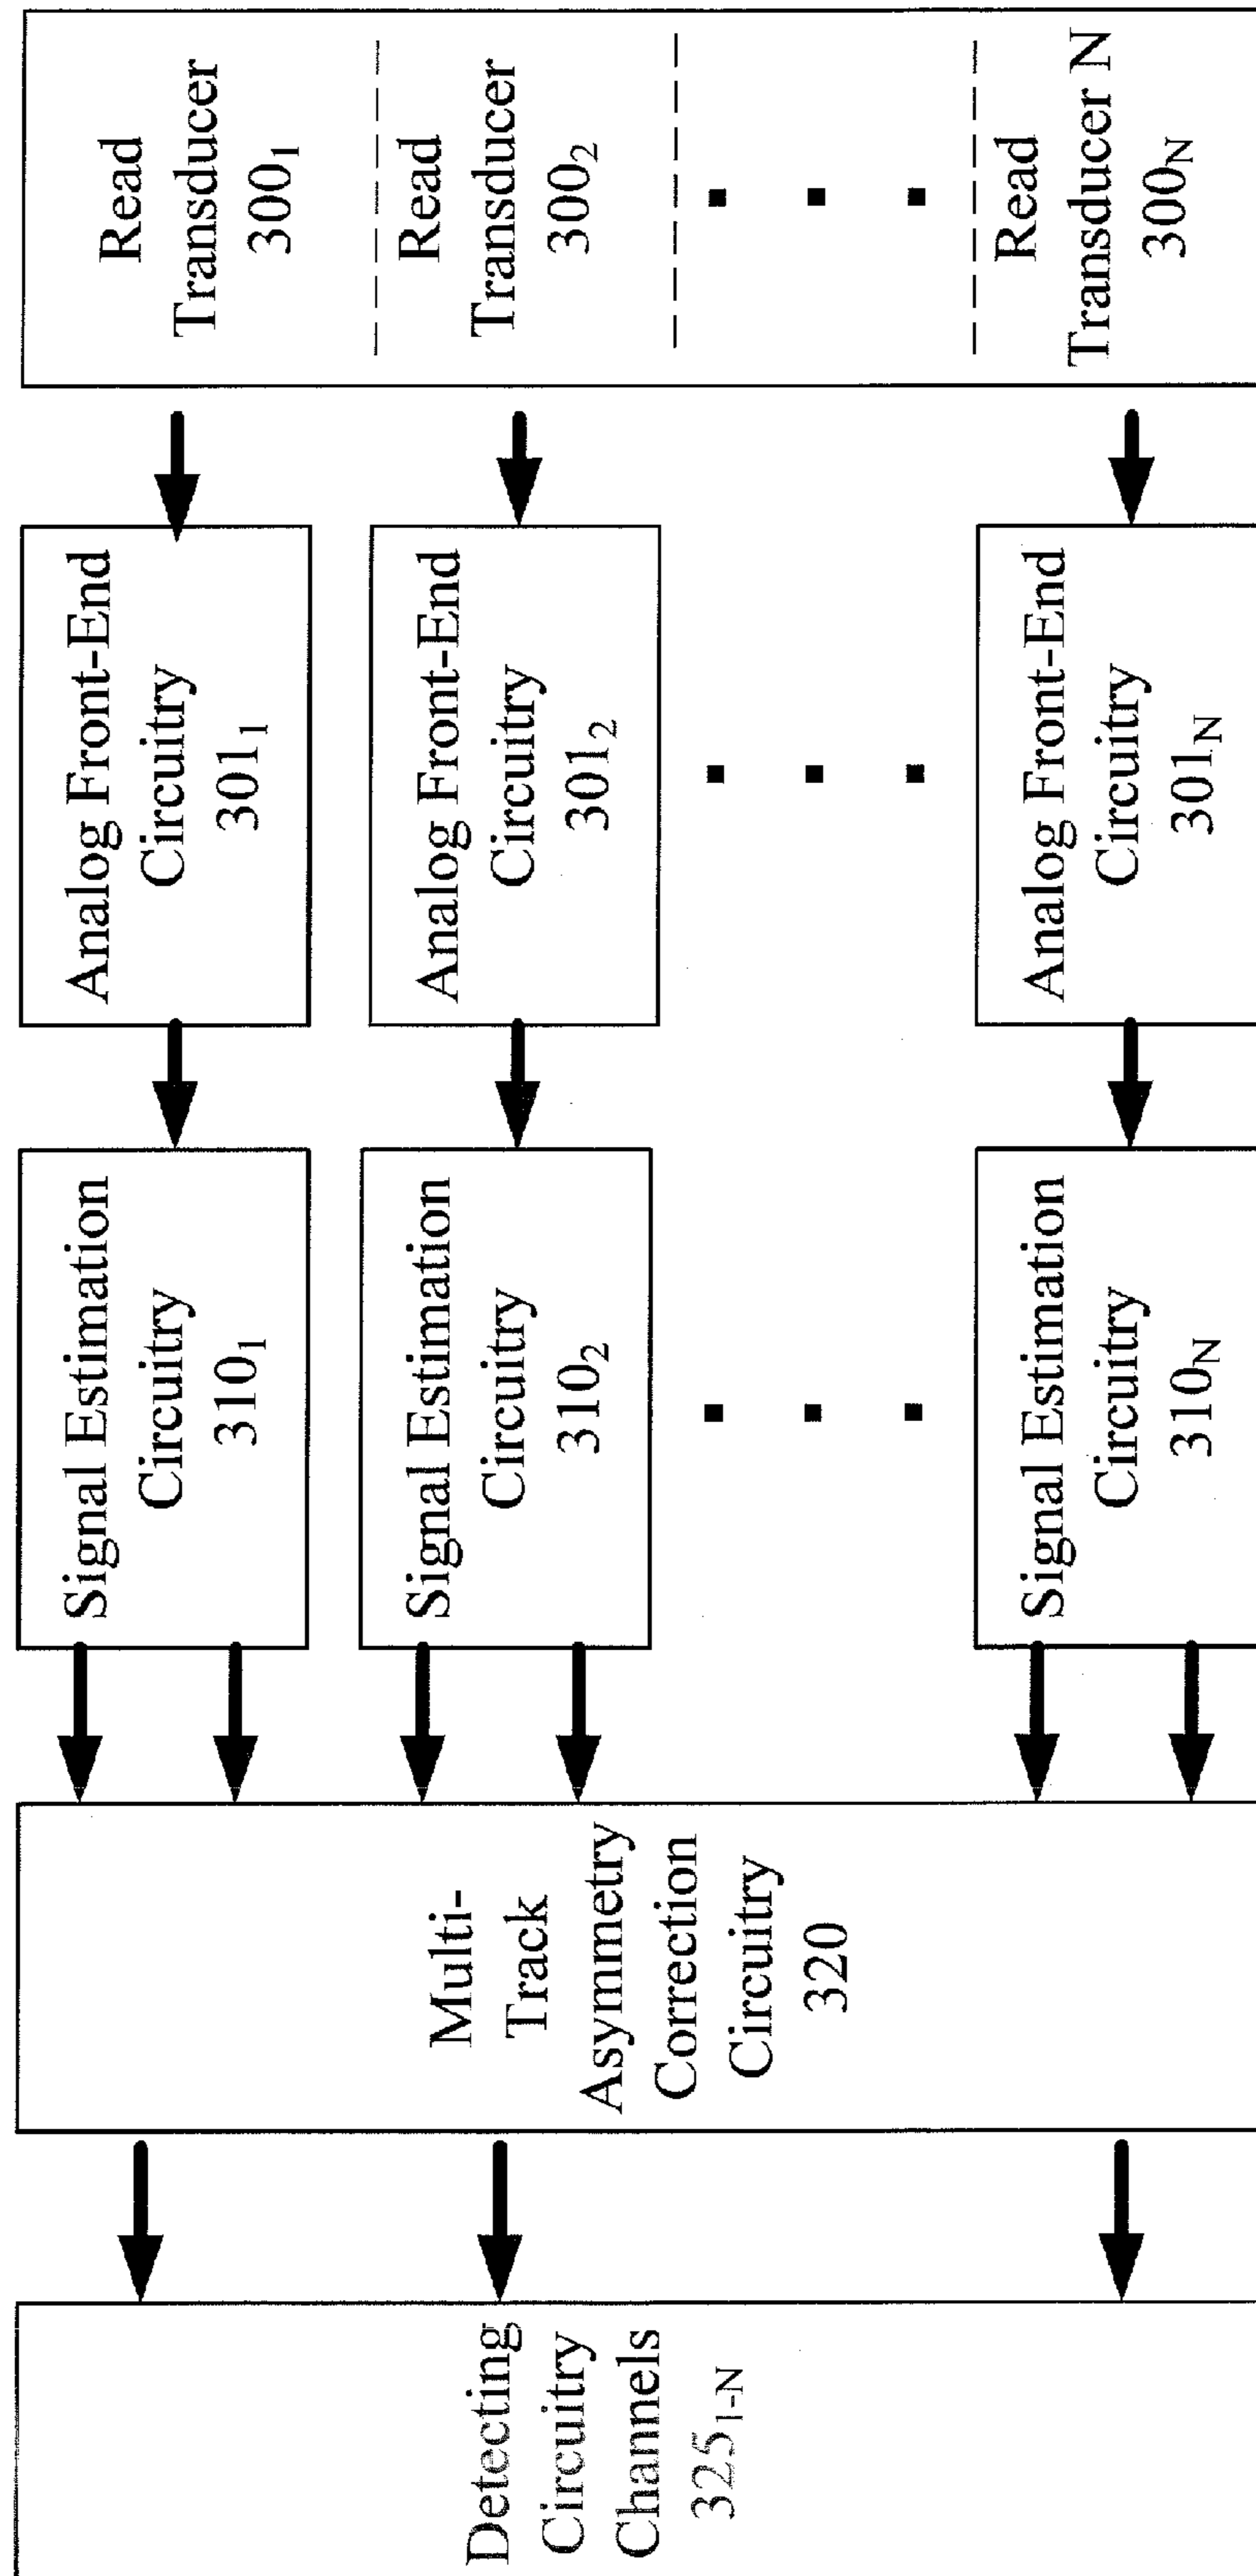 Read
Transducer
300₁
Read
Transducer
300₂
Read
Transducer N
300N
Analog Front-End
Circuitry
301₁
Analog Front-End
Circuitry
301₂
Analog Front-End
Circuitry
301N
Signal Estimation
Circuitry
310₁
Signal Estimation
Circuitry
310₂
Signal Estimation
Circuitry
310N
Multi-
Track
Asymmetry
Correction
Circuitry
320
Detecting
Circuitry
Channels
325₁₋N